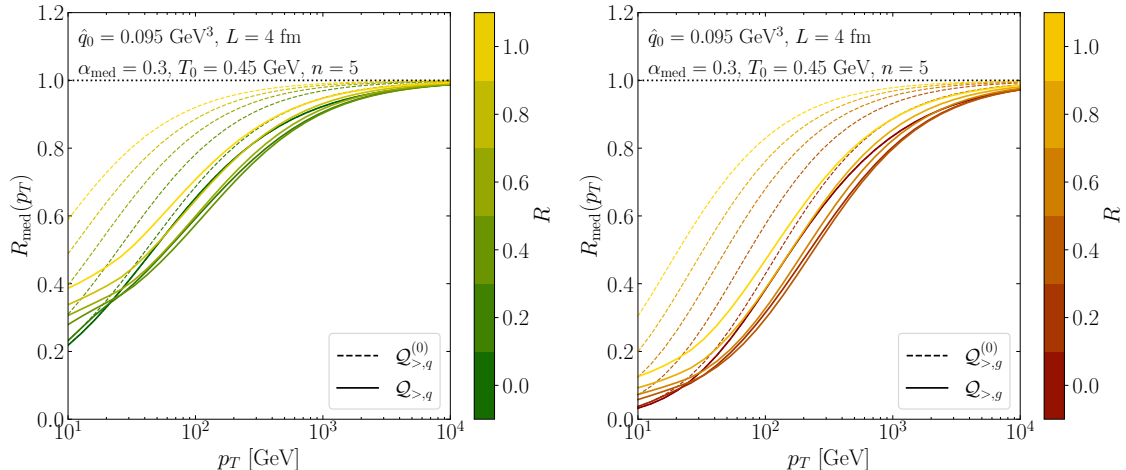 1.2
1.0
0.8
0.6
0.4
0.2
0.0
R_med(p_T)
q̂₀ = 0.095 GeV³, L = 4 fm
α_med = 0.3, T₀ = 0.45 GeV, n = 5
Q^(0)_{>,q}
Q_{>,q}
10¹ 10² 10³ 10⁴
p_T [GeV]
1.0
0.8
0.6
0.4
0.2
0.0
R
1.2
1.0
0.8
0.6
0.4
0.2
0.0
R_med(p_T)
q̂₀ = 0.095 GeV³, L = 4 fm
α_med = 0.3, T₀ = 0.45 GeV, n = 5
Q^(0)_{>,g}
Q_{>,g}
10¹ 10² 10³ 10⁴
p_T [GeV]
1.0
0.8
0.6
0.4
0.2
0.0
R